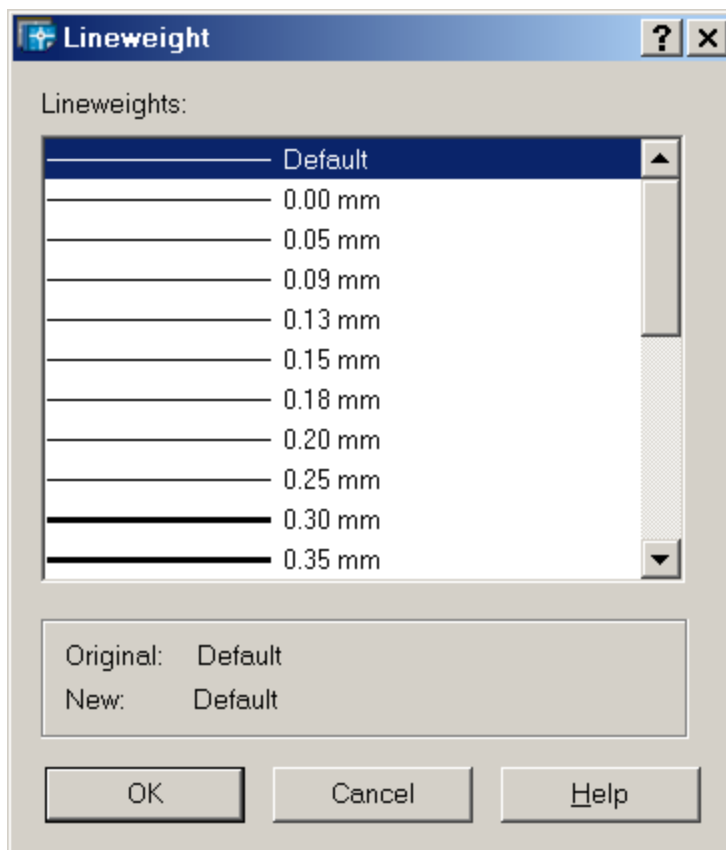 Lineweight
Lineweights:
Default
0.00 mm
0.05 mm
0.09 mm
0.13 mm
0.15 mm
0.18 mm
0.20 mm
0.25 mm
0.30 mm
0.35 mm
Original: Default
New: Default
OK Cancel Help